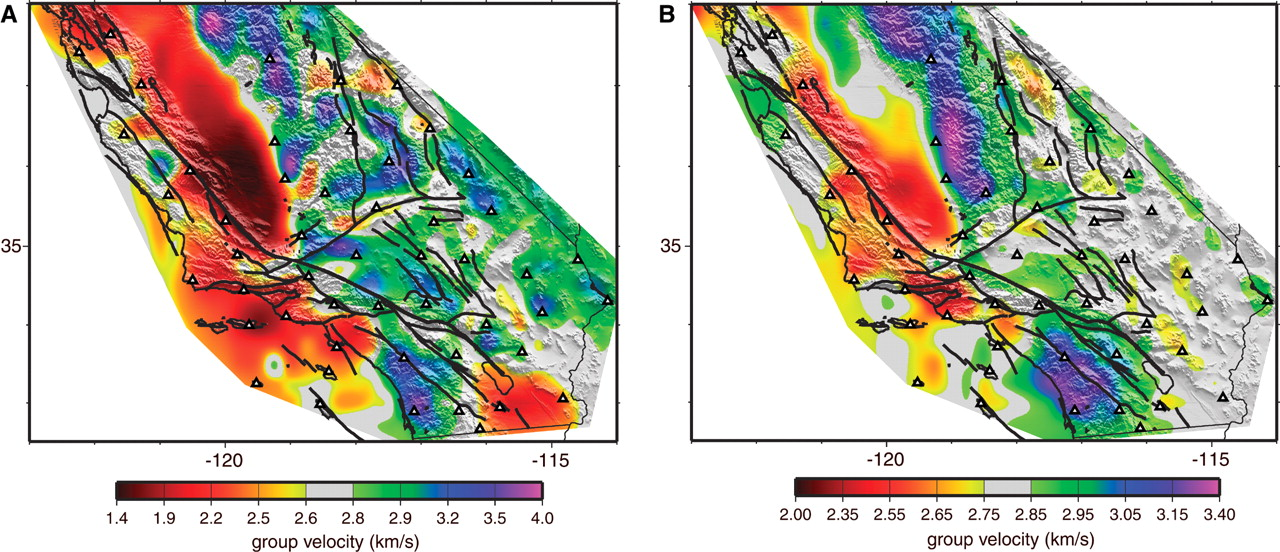 A
B
35
35
-120
-115
-120
-115
1.4 1.9 2.2 2.5 2.6 2.8 2.9 3.2 3.5 4.0
group velocity (km/s)
2.00 2.35 2.55 2.65 2.75 2.85 2.95 3.05 3.15 3.40
group velocity (km/s)